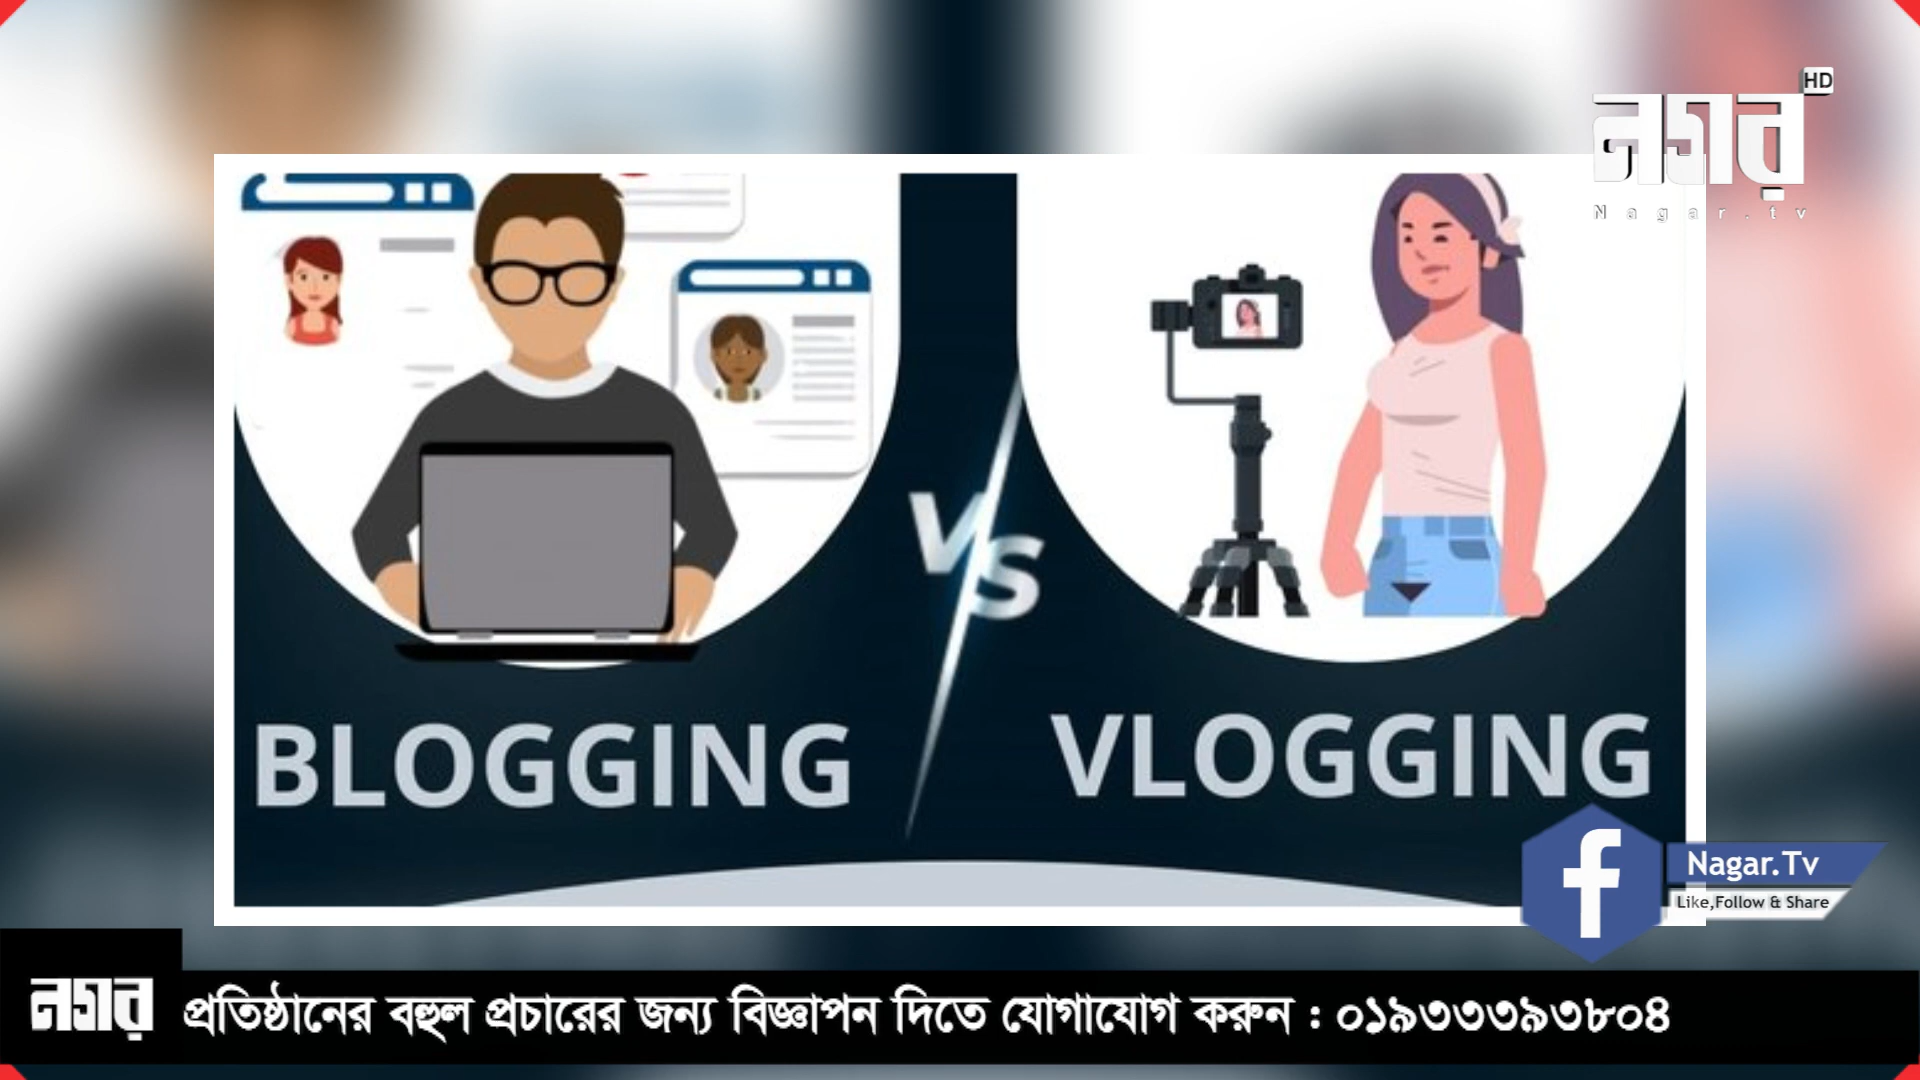 HD
নগর
Nagar.tv
VS
BLOGGING
VLOGGING
Nagar.Tv
Like,Follow & Share
নগর
প্রতিষ্ঠানের বহুল প্রচারের জন্য বিজ্ঞাপন দিতে যোগাযোগ করুন : ০১৯৩৩৩৯৩৮০৪